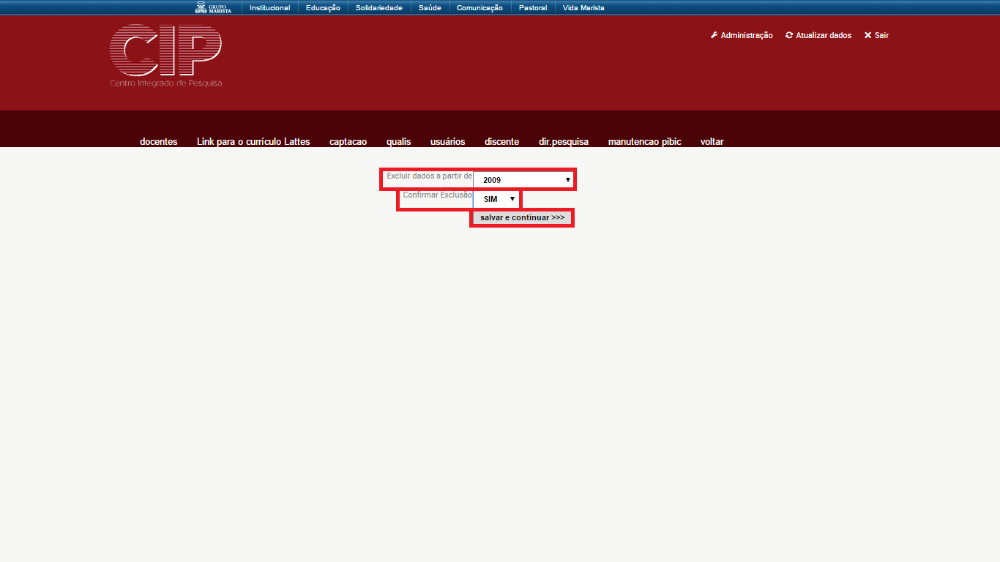 GRUPO MARISTA Institucional Educação Solidariedade Saúde Comunicação Pastoral Vida Marista
CIP
Centro Integrado de Pesquisa
Administração Atualizar dados Sair
docentes Link para o currículo Lattes captacao qualis usuários discente dir.pesquisa manutencao pibic voltar
Excluir dados a partir de 2009
Confirmar Exclusão SIM
salvar e continuar >>>